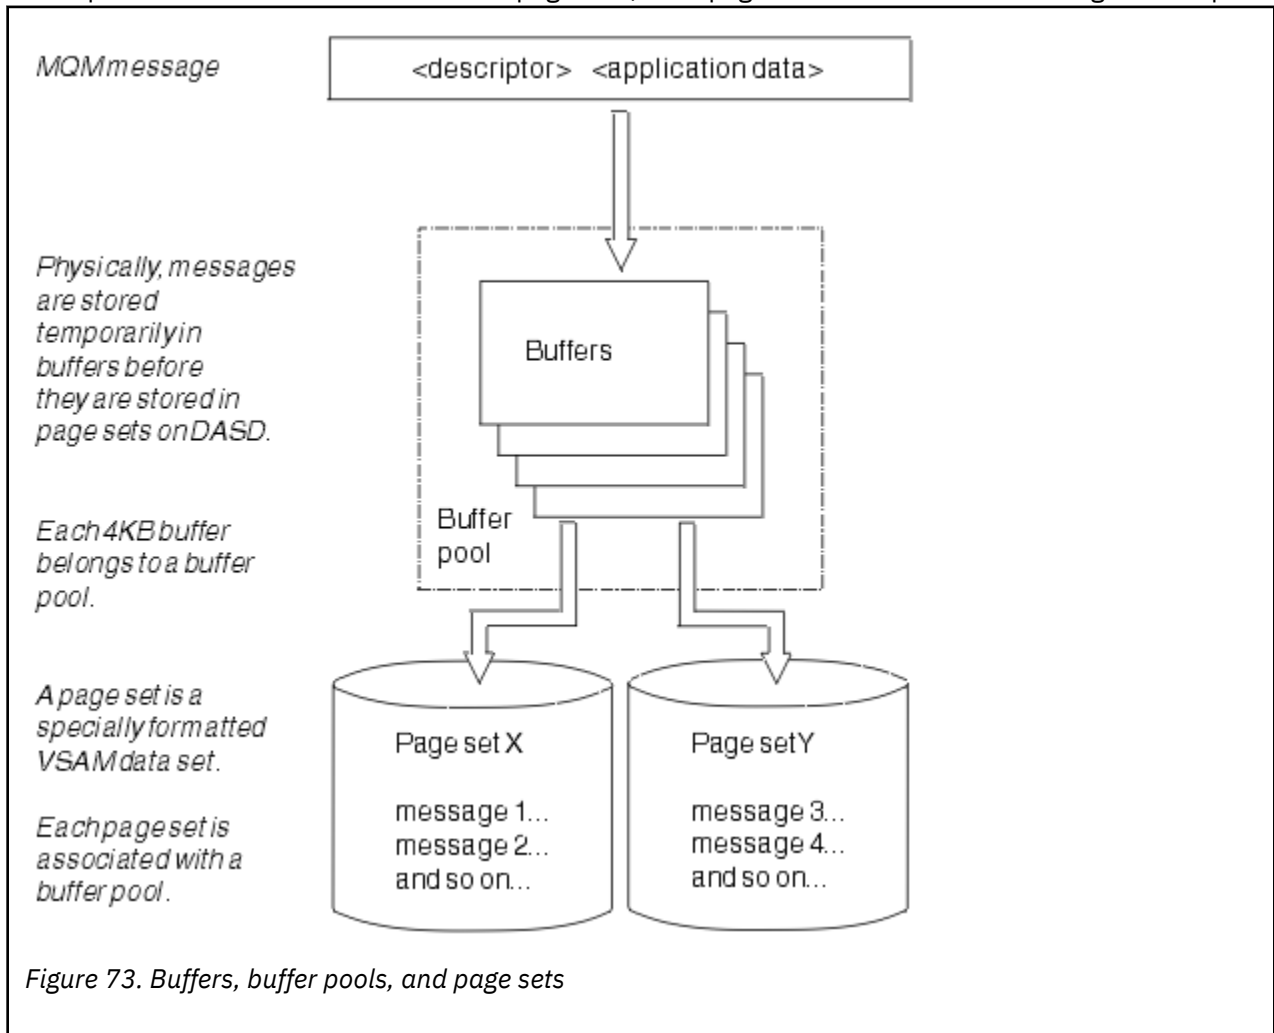 MQM message
<descriptor> <application data>
Physically, messages
are stored
temporarily in
buffers before
they are stored in
page sets on DASD.
Buffers
Each 4KB buffer
belongs to a buffer
pool.
Buffer
pool
A page set is a
specially formatted
VSAM data set.
Each page set is
associated with a
buffer pool.
Page set X
message 1...
message 2...
and so on...
Page set Y
message 3...
message 4...
and so on...
Figure 73. Buffers, buffer pools, and page sets